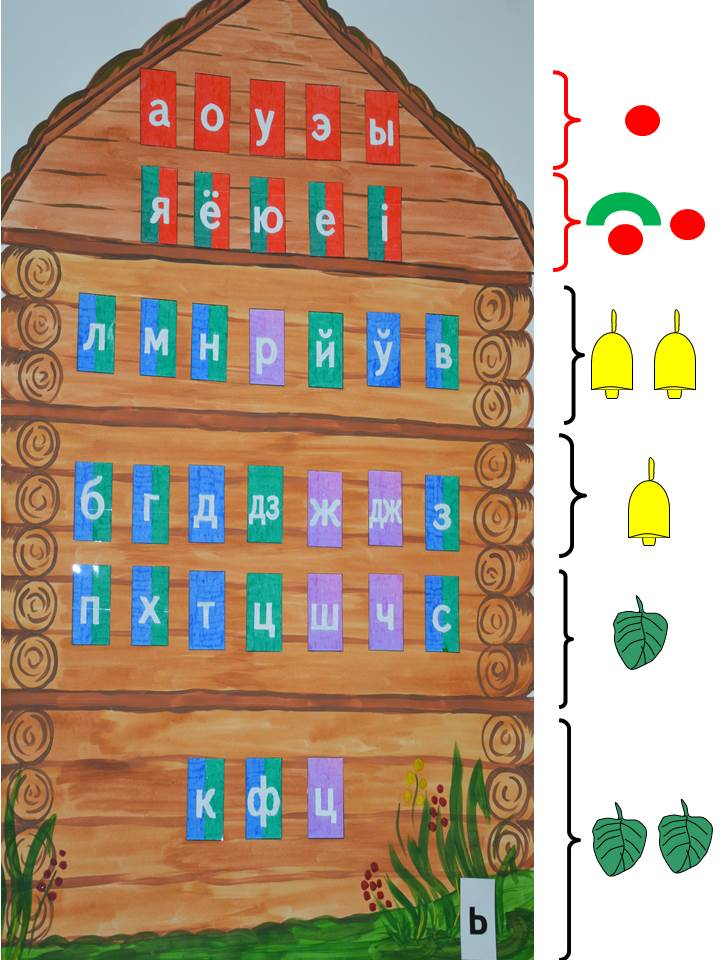 а о у э ы
я ё ю е і
л м н р й ў в
б г д дз ж дж з
п х т ц ш ч с
к ф ц
ь